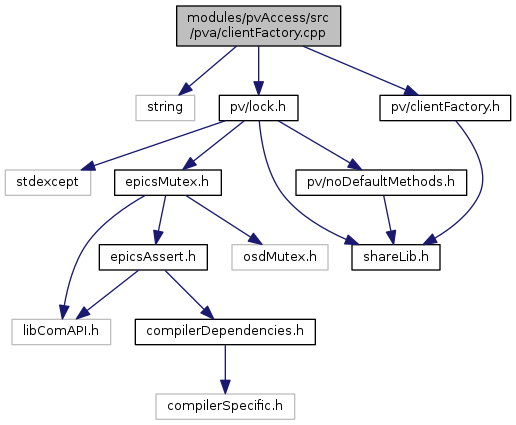 modules/pvAccess/src
/pva/clientFactory.cpp
string
pv/lock.h
pv/clientFactory.h
stdexcept
epicsMutex.h
pv/noDefaultMethods.h
epicsAssert.h
osdMutex.h
shareLib.h
libComAPI.h
compilerDependencies.h
compilerSpecific.h